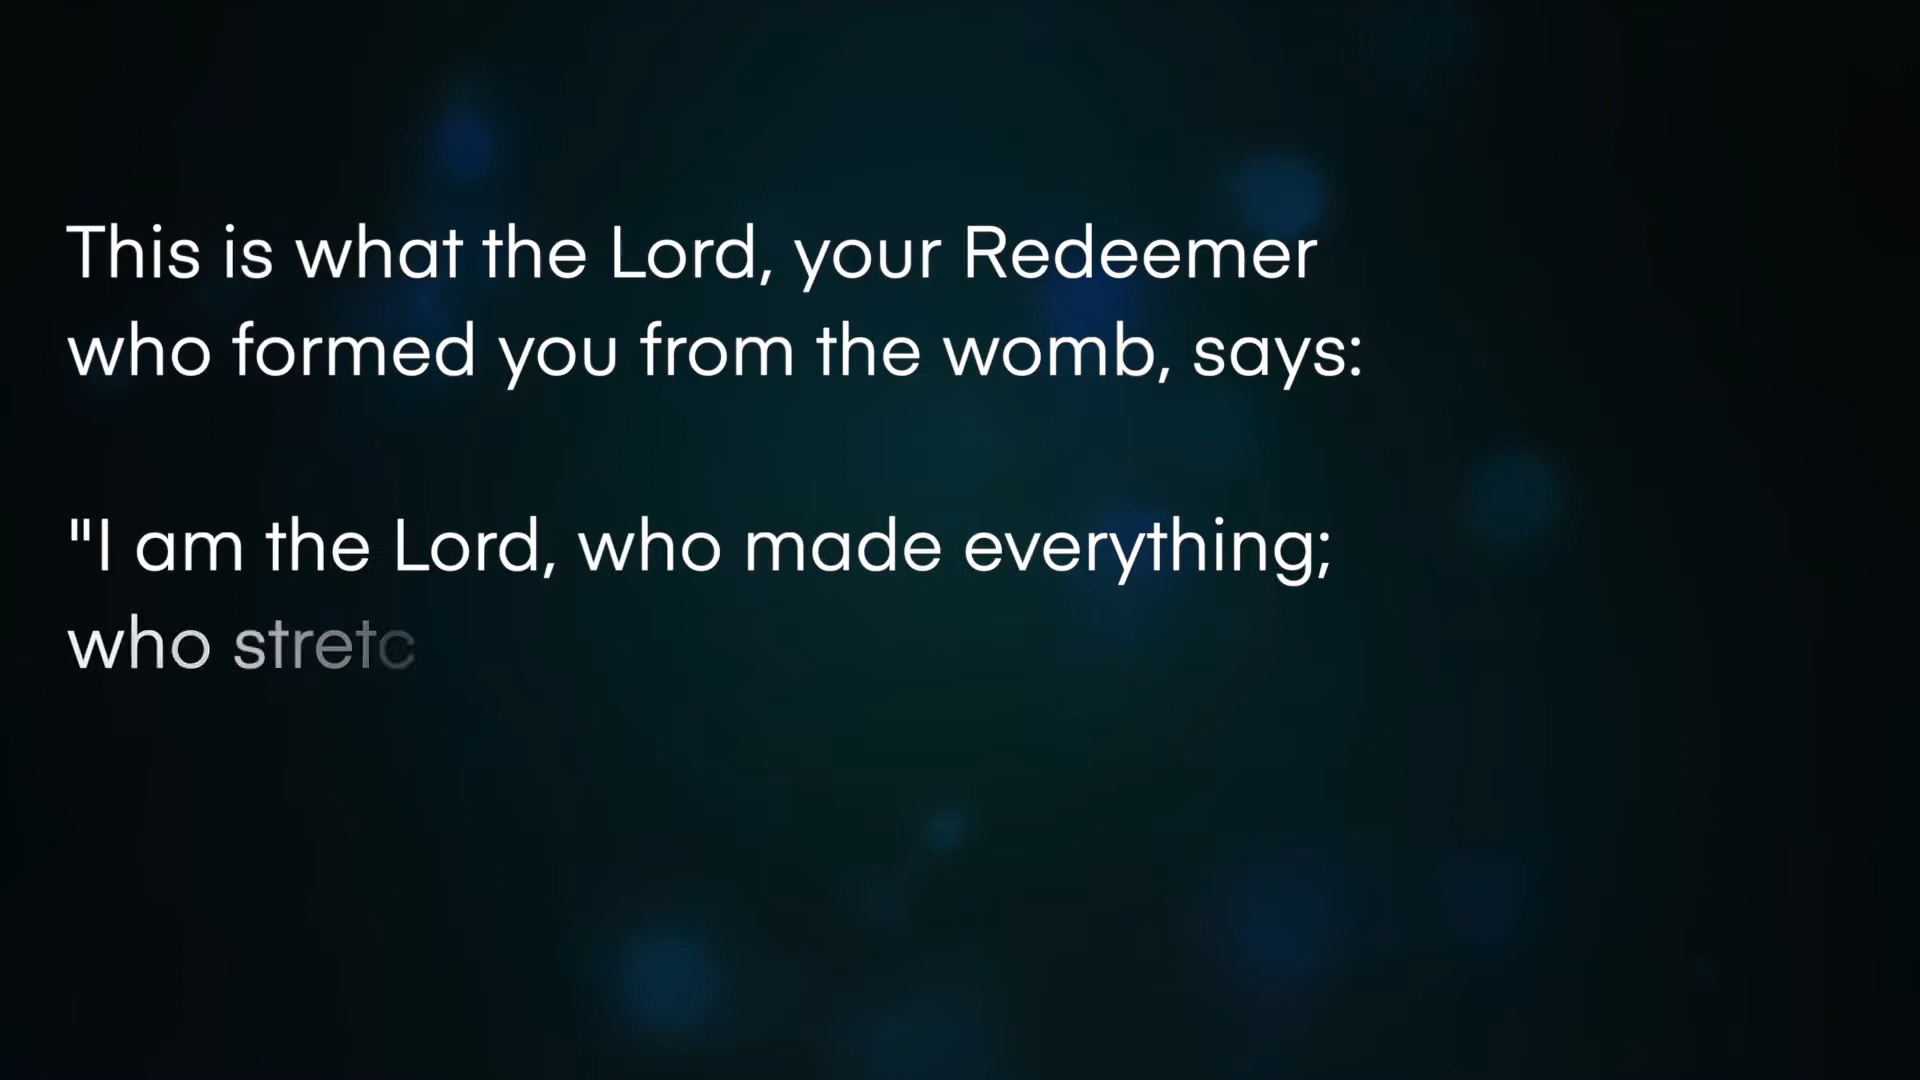 This is what the Lord, your Redeemer
who formed you from the womb, says:
"I am the Lord, who made everything;
who stretc